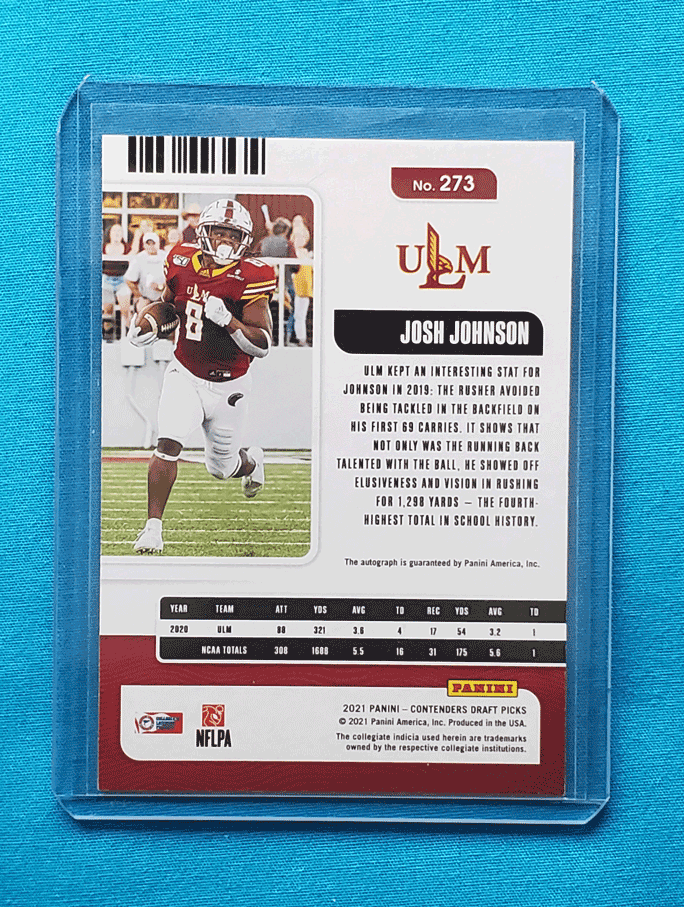 No. 273
ULM
JOSH JOHNSON
ULM KEPT AN INTERESTING STAT FOR
JOHNSON IN 2019: THE RUSHER AVOIDED
BEING TACKLED IN THE BACKFIELD ON
HIS FIRST 69 CARRIES. IT SHOWS THAT
NOT ONLY WAS THE RUNNING BACK
TALENTED WITH THE BALL, HE SHOWED OFF
ELUSIVENESS AND VISION IN RUSHING
FOR 1,298 YARDS — THE FOURTH-
HIGHEST TOTAL IN SCHOOL HISTORY.
ULM
8
The autograph is guaranteed by Panini America, Inc.
YEAR TEAM ATT YDS AVG TD REC YDS AVG TD
2020 ULM 88 321 3.6 4 17 54 3.2 1
NCAA TOTALS 308 1688 5.5 16 31 175 5.6 1
PANINI
2021 PANINI – CONTENDERS DRAFT PICKS
© 2021 Panini America, Inc. Produced in the USA.
The collegiate indicia used herein are trademarks
owned by the respective collegiate institutions.
NFLPA